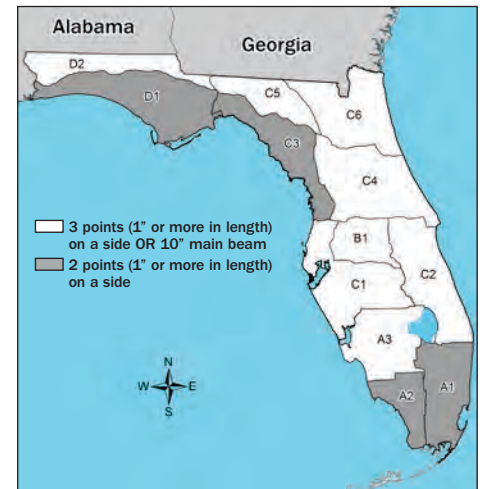 Alabama
Georgia
D2
D1
C5
C6
C3
C4
3 points (1” or more in length)
on a side OR 10” main beam
2 points (1” or more in length)
on a side
B1
C2
C1
A3
A1
A2
N
W E
S